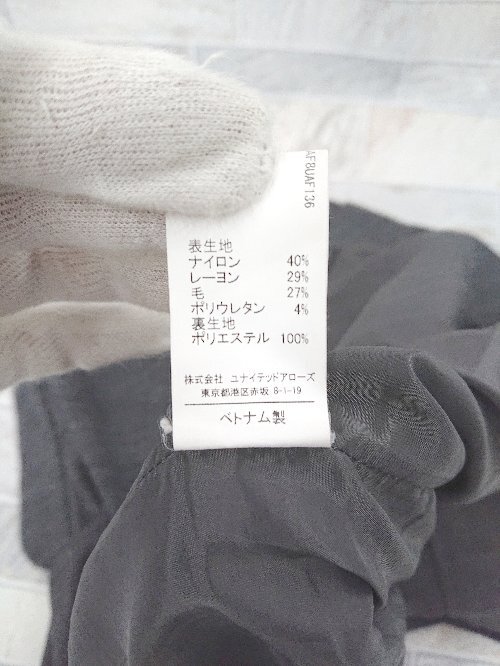 AF8UAF136
表生地
ナイロン 40%
レーヨン 29%
毛 27%
ポリウレタン 4%
裏生地
ポリエステル 100%
株式会社 ユナイテッドアローズ
東京都港区赤坂 8-1-19
ベトナム製